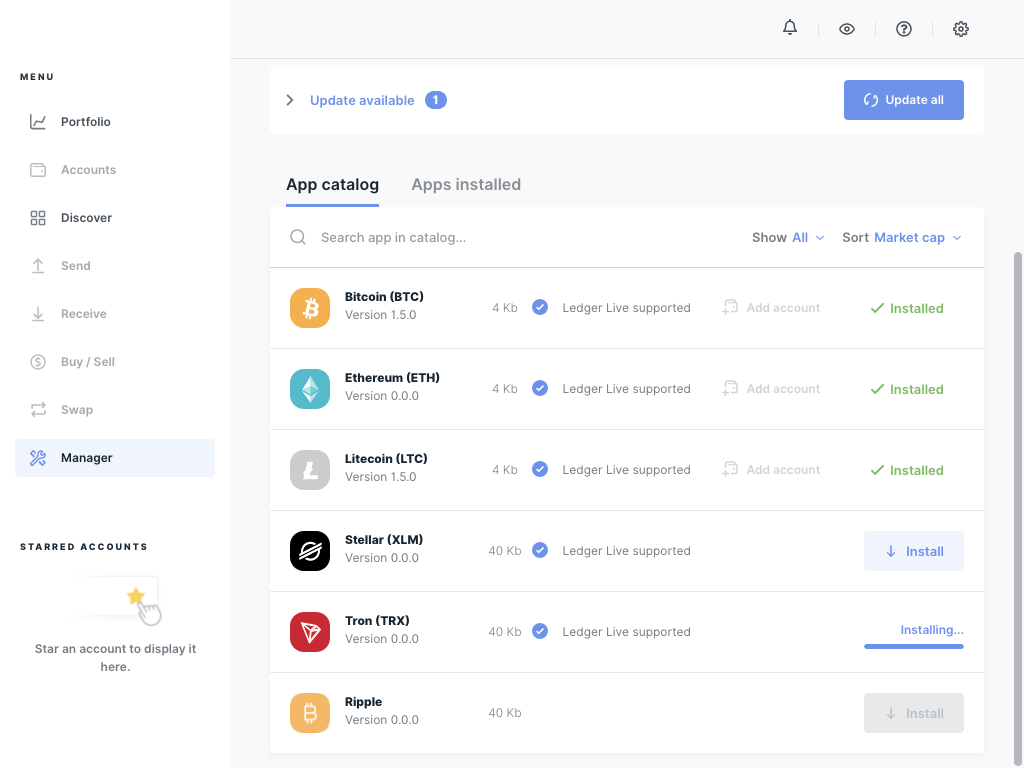 MENU
Portfolio
Accounts
Discover
Send
Receive
Buy / Sell
Swap
Manager
STARRED ACCOUNTS
Star an account to display it
here.
Update available 1
Update all
App catalog Apps installed
Search app in catalog... Show All Sort Market cap
Bitcoin (BTC)
Version 1.5.0
4 Kb Ledger Live supported Add account Installed
Ethereum (ETH)
Version 0.0.0
4 Kb Ledger Live supported Add account Installed
Litecoin (LTC)
Version 1.5.0
4 Kb Ledger Live supported Add account Installed
Stellar (XLM)
Version 0.0.0
40 Kb Ledger Live supported Install
Tron (TRX)
Version 0.0.0
40 Kb Ledger Live supported Installing...
Ripple
Version 0.0.0
40 Kb Install